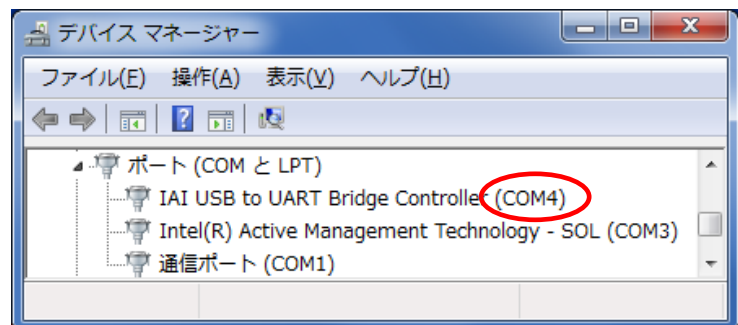 デバイス マネージャー
ファイル(F) 操作(A) 表示(V) ヘルプ(H)
ポート (COM と LPT)
IAI USB to UART Bridge Controller (COM4)
Intel(R) Active Management Technology - SOL (COM3)
通信ポート (COM1)